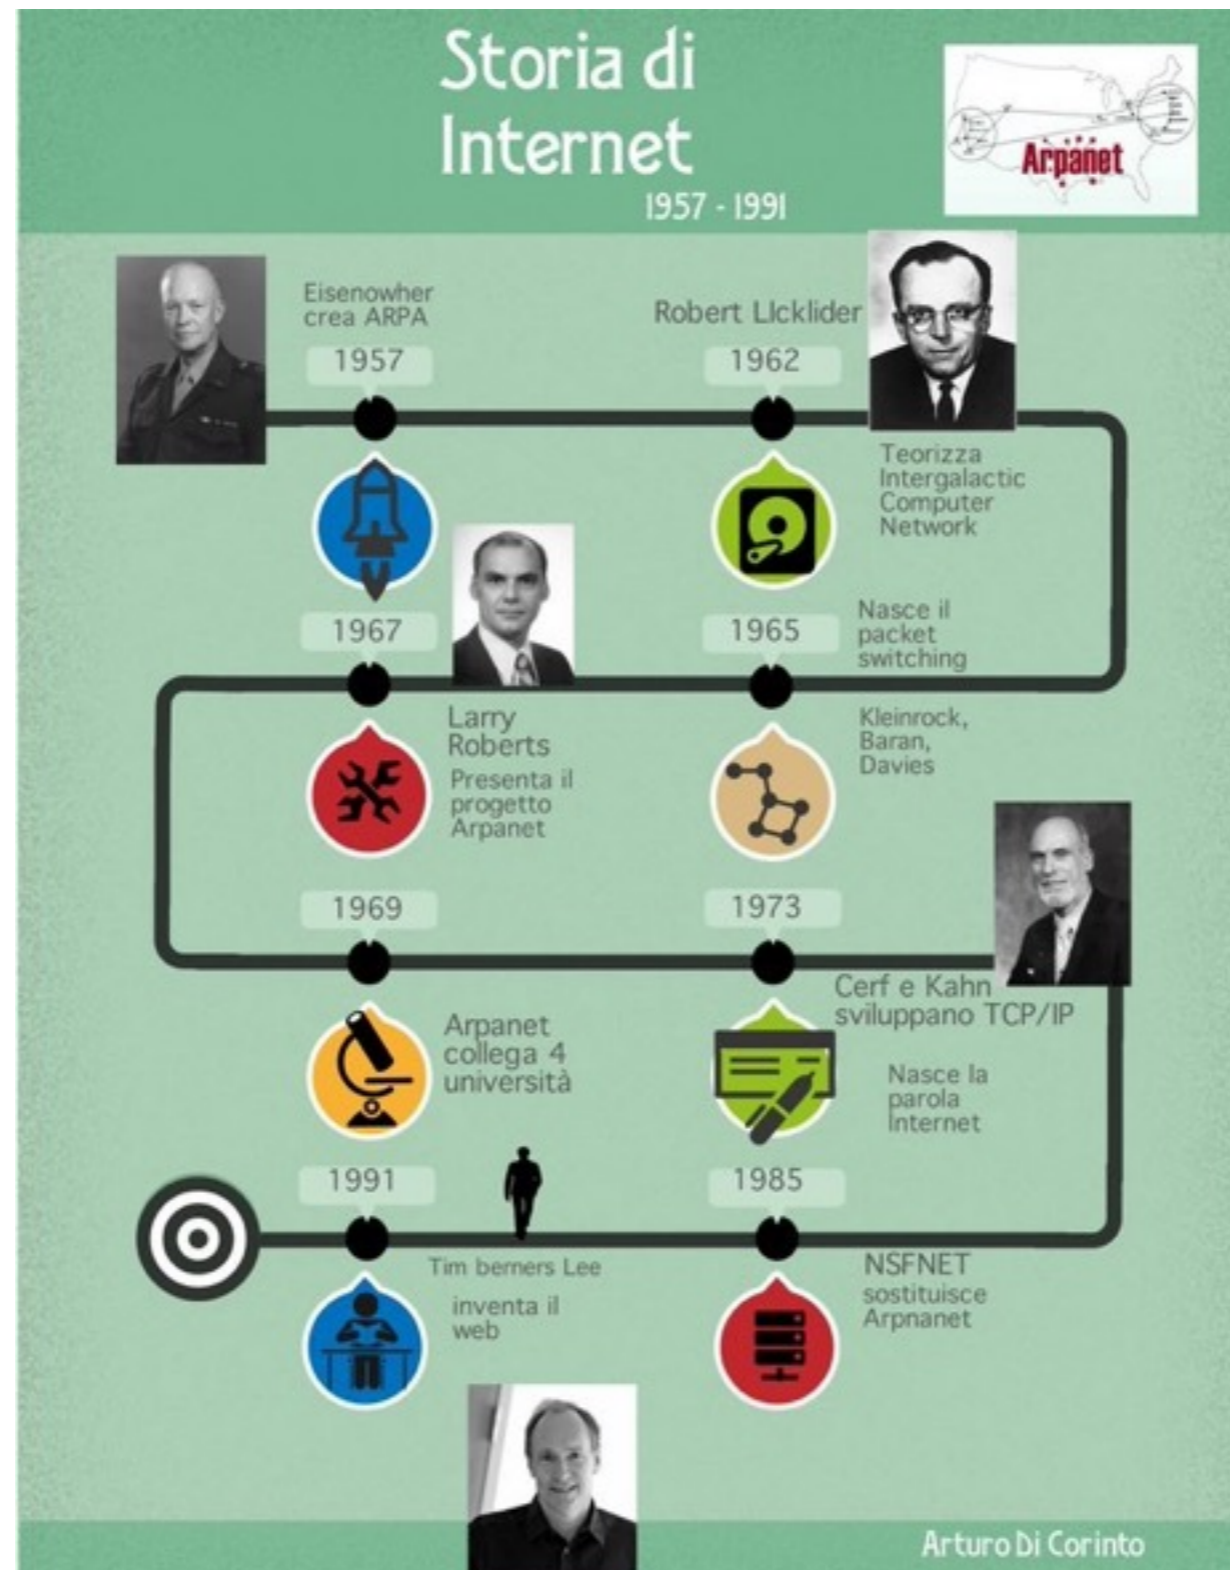 Storia di
Internet
1957 - 1991
Arpanet
Eisenowher
crea ARPA
1957
Robert LIcklider
1962
Teorizza
Intergalactic
Computer
Network
1965
Nasce il
packet
switching
Kleinrock,
Baran,
Davies
1967
Larry
Roberts
Presenta il
progetto
Arpanet
1969
Arpanet
collega 4
università
1973
Cerf e Kahn
sviluppano TCP/IP
Nasce la
parola
Internet
1985
NSFNET
sostituisce
Arpnanet
1991
Tim berners Lee
inventa il
web
Arturo Di Corinto